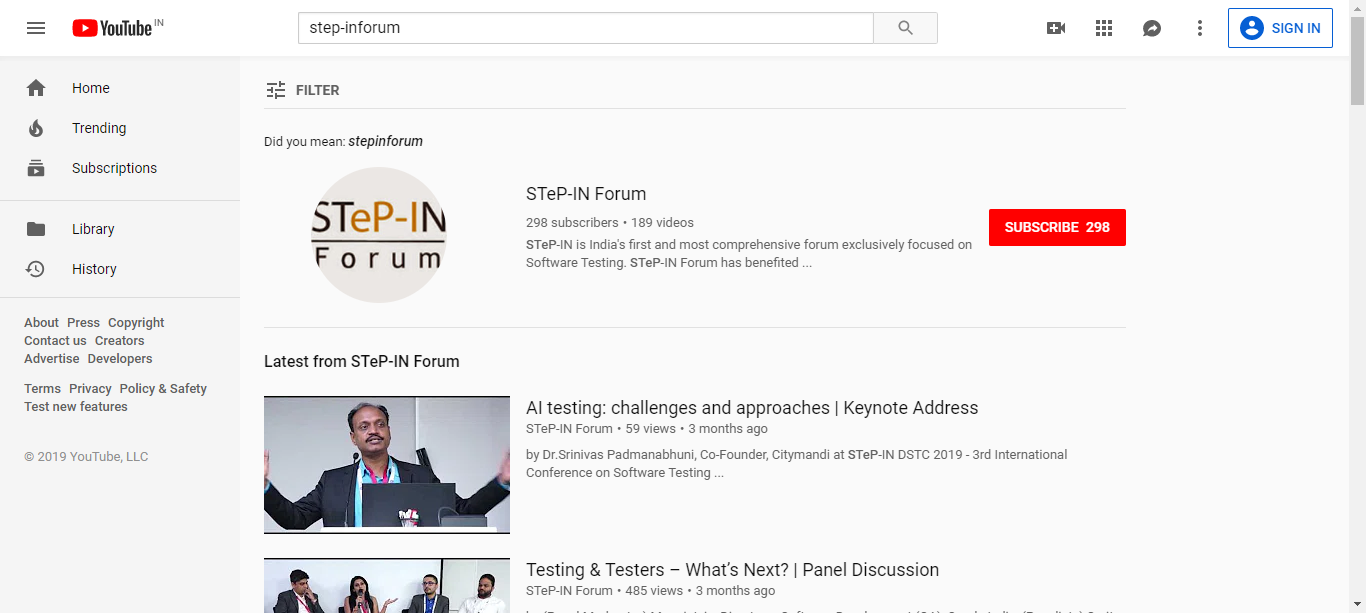 YouTube IN
step-inforum
SIGN IN
Home
Trending
Subscriptions
Library
History
About Press Copyright
Contact us Creators
Advertise Developers
Terms Privacy Policy & Safety
Test new features
© 2019 YouTube, LLC
FILTER
Did you mean: stepinforum
STeP-IN
Forum
STeP-IN Forum
298 subscribers • 189 videos
STeP-IN is India's first and most comprehensive forum exclusively focused on
Software Testing. STeP-IN Forum has benefited ...
SUBSCRIBE 298
Latest from STeP-IN Forum
AI testing: challenges and approaches | Keynote Address
STeP-IN Forum • 59 views • 3 months ago
by Dr.Srinivas Padmanabhuni, Co-Founder, Citymandi at STeP-IN DSTC 2019 - 3rd International
Conference on Software Testing ...
Testing & Testers – What's Next? | Panel Discussion
STeP-IN Forum • 485 views • 3 months ago